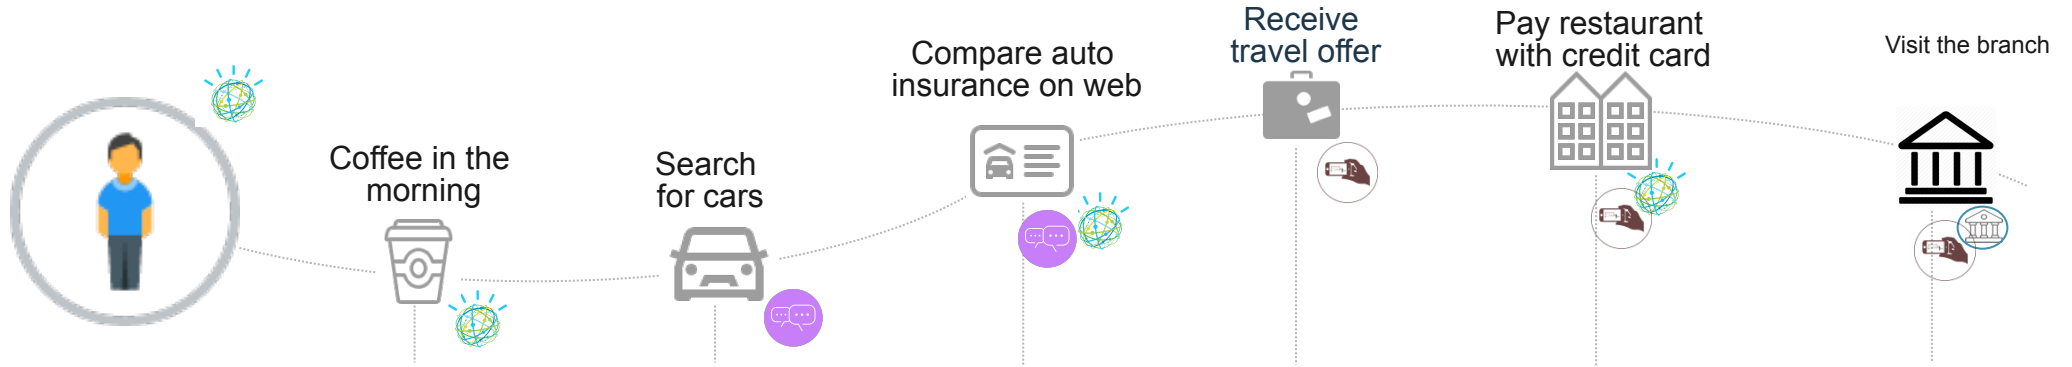 Coffee in the
morning
Search
for cars
Compare auto
insurance on web
Receive
travel offer
Pay restaurant
with credit card
Visit the branch